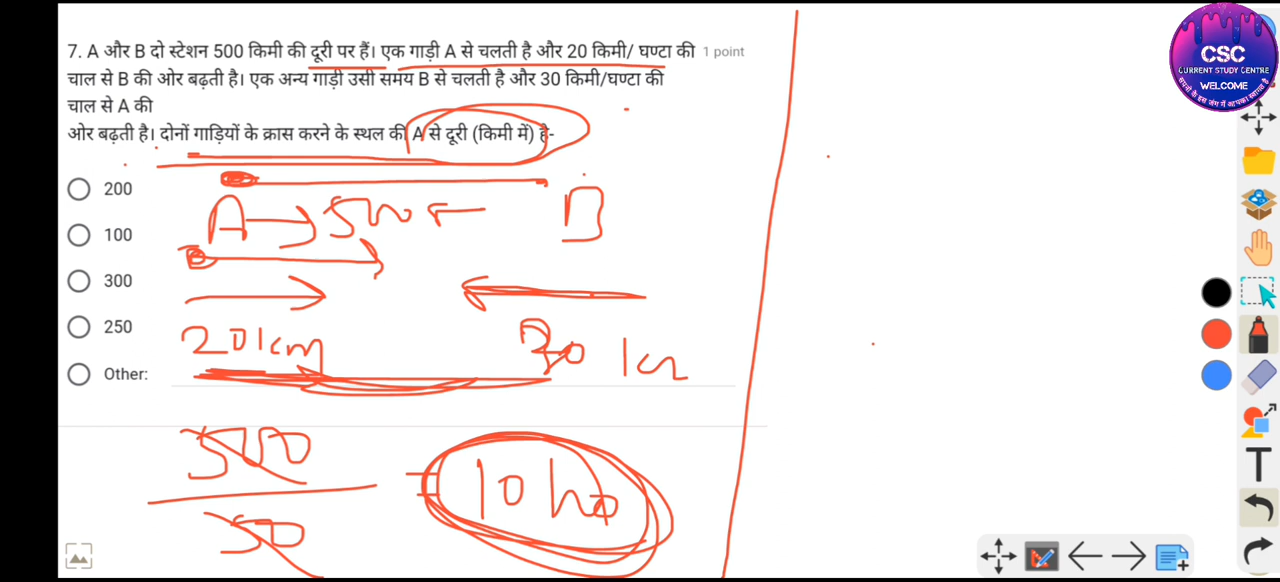 7. A और B दो स्टेशन 500 किमी की दूरी पर हैं। एक गाड़ी A से चलती है और 20 किमी/ घण्टा की 1 point
चाल से B की ओर बढ़ती है। एक अन्य गाड़ी उसी समय B से चलती है और 30 किमी/घण्टा की
चाल से A की
ओर बढ़ती है। दोनों गाड़ियों के क्रास करने के स्थल की A से दूरी (किमी में) है-
200
100
300
250
Other:
A 500 B
20km 30 km
500
50
= 10
CSC
CURRENT STUDY CENTRE
WELCOME
T